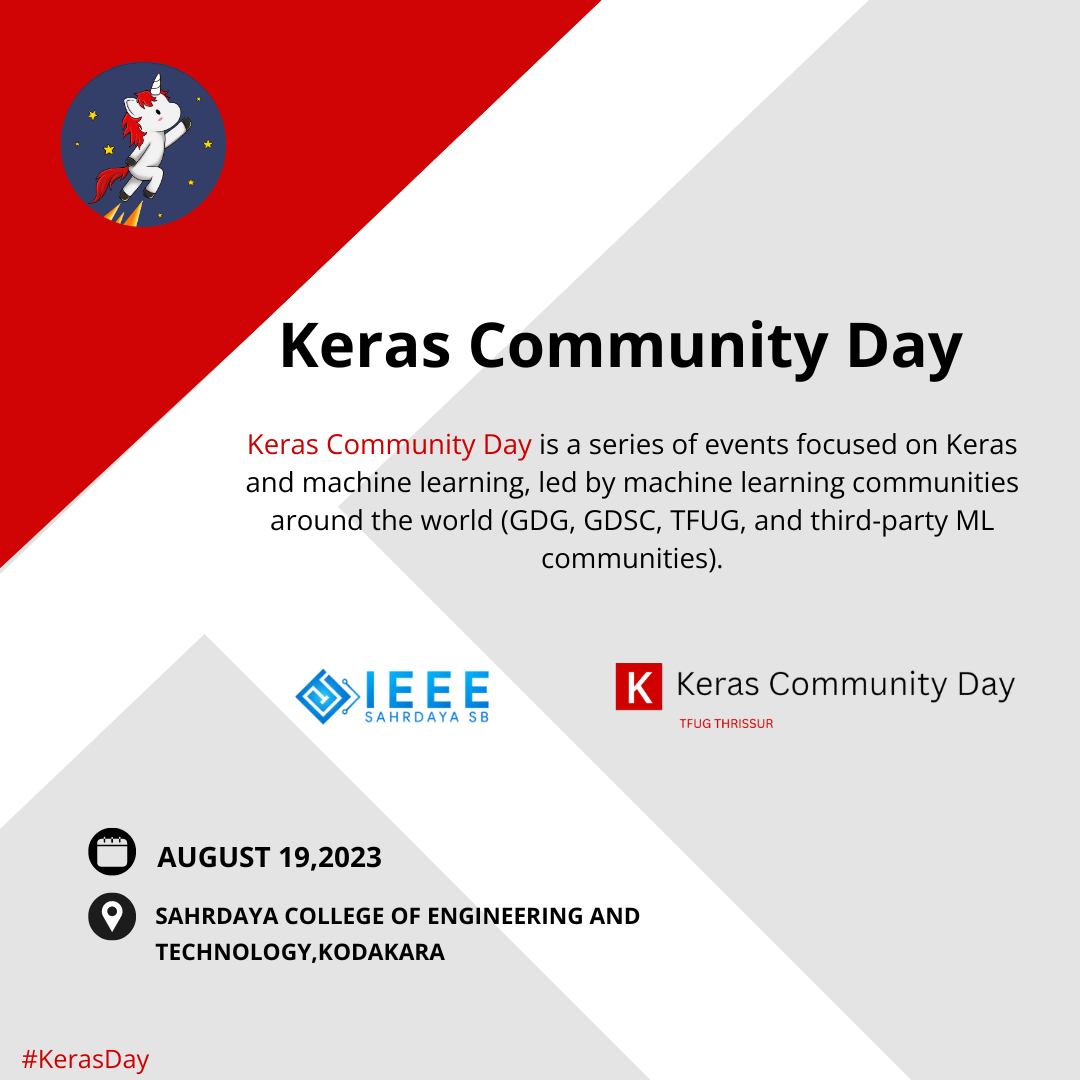 Keras Community Day
Keras Community Day is a series of events focused on Keras
and machine learning, led by machine learning communities
around the world (GDG, GDSC, TFUG, and third-party ML
communities).
IEEE
SAHRDAYA SB
K Keras Community Day
TFUG THRISSUR
AUGUST 19,2023
SAHRDAYA COLLEGE OF ENGINEERING AND
TECHNOLOGY,KODAKARA
#KerasDay